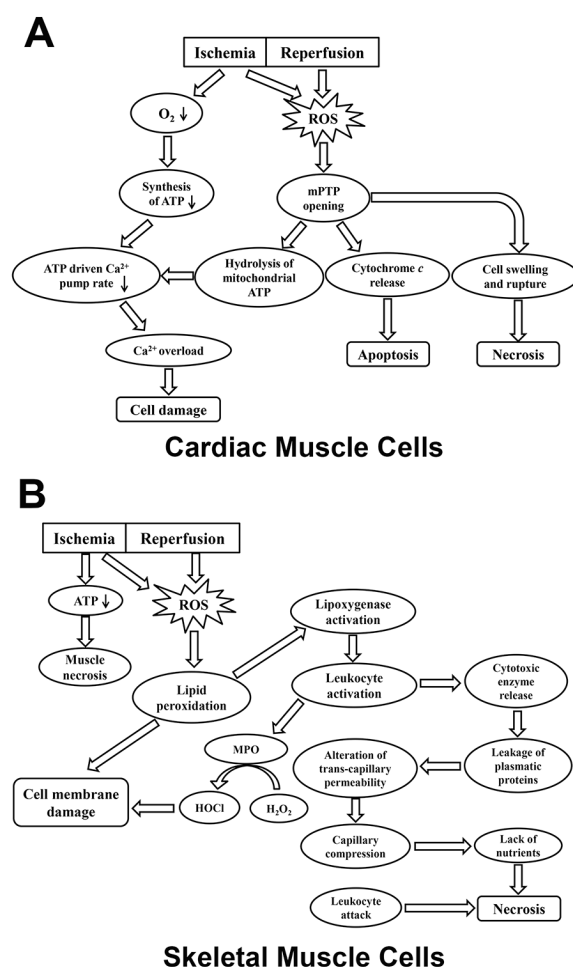 A
Ischemia Reperfusion
O₂ ↓
ROS
Synthesis
of ATP ↓
mPTP
opening
ATP driven Ca²⁺
pump rate ↓
Hydrolysis of
mitochondrial
ATP
Cytochrome c
release
Cell swelling
and rupture
Ca²⁺ overload
Apoptosis
Necrosis
Cell damage
Cardiac Muscle Cells
B
Ischemia Reperfusion
ATP ↓
ROS
Lipoxygenase
activation
Muscle
necrosis
Lipid
peroxidation
Leukocyte
activation
Cytotoxic
enzyme
release
MPO
Alteration of
trans-capillary
permeability
Leakage of
plasmatic
proteins
Cell membrane
damage
HOCl
H₂O₂
Capillary
compression
Lack of
nutrients
Leukocyte
attack
Necrosis
Skeletal Muscle Cells